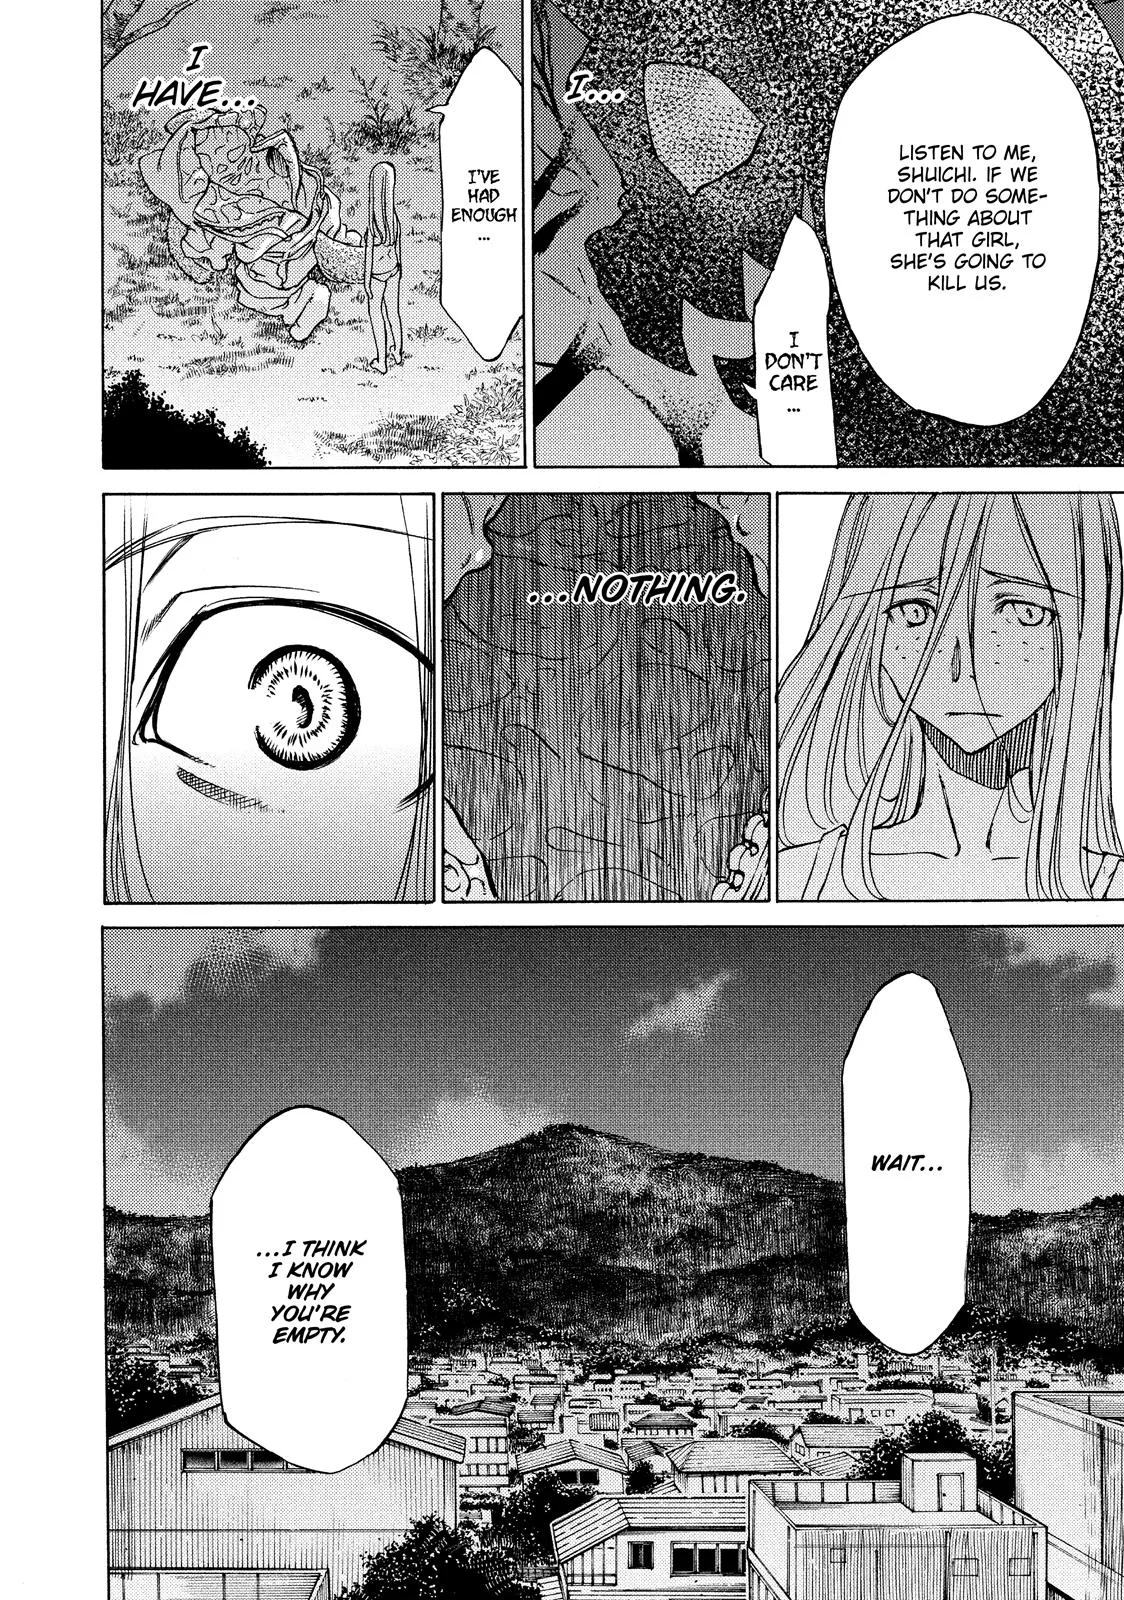 LISTEN TO ME,
SHUICHI. IF WE
DON'T DO SOME-
THING ABOUT
THAT GIRL,
SHE'S GOING TO
KILL US.
I
DON'T
CARE
...
I...
I'VE
HAD
ENOUGH
...
I
HAVE...
...NOTHING.
WAIT...
...I THINK
I KNOW
WHY
YOU'RE
EMPTY.